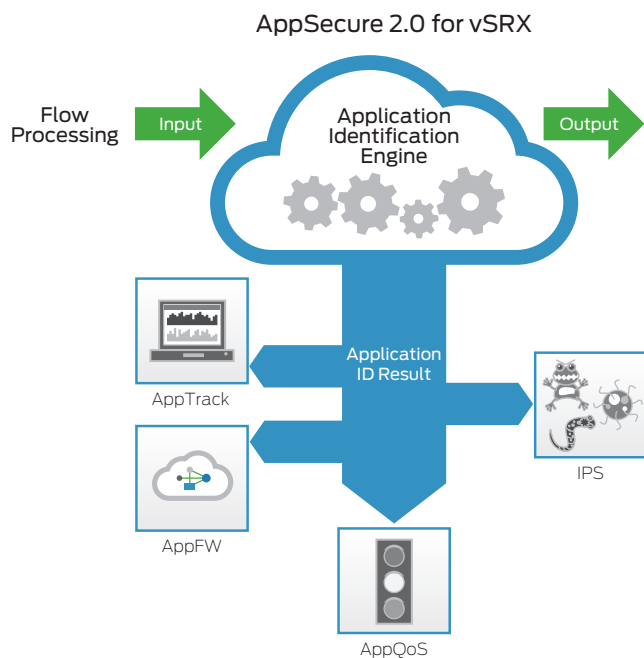 AppSecure 2.0 for vSRX
Flow
Processing
Input
Application
Identification
Engine
Output
Application
ID Result
AppTrack
IPS
AppFW
AppQoS